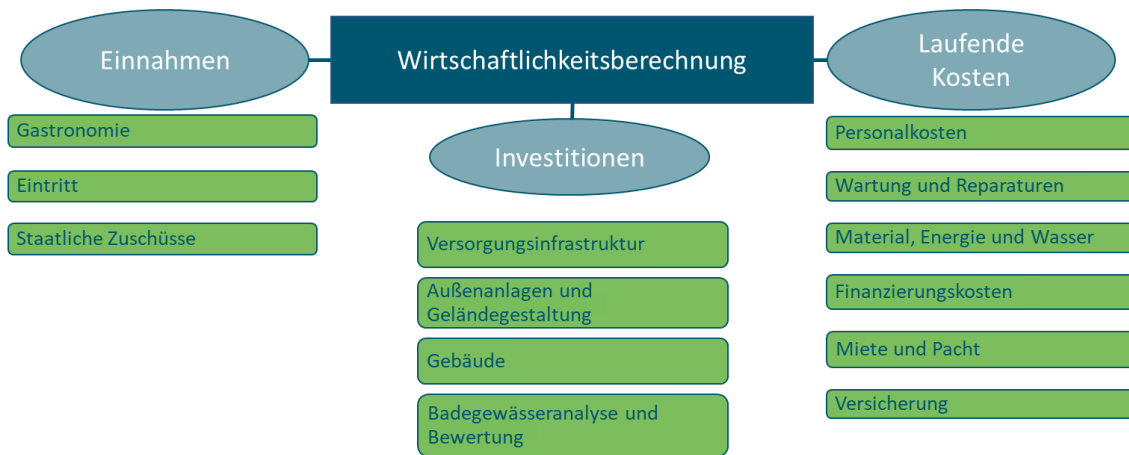 Einnahmen
Wirtschaftlichkeitsberechnung
Laufende
Kosten
Gastronomie
Eintritt
Staatliche Zuschüsse
Investitionen
Versorgungsinfrastruktur
Außenanlagen und
Geländegestaltung
Gebäude
Badegewässeranalyse und
Bewertung
Personalkosten
Wartung und Reparaturen
Material, Energie und Wasser
Finanzierungskosten
Miete und Pacht
Versicherung